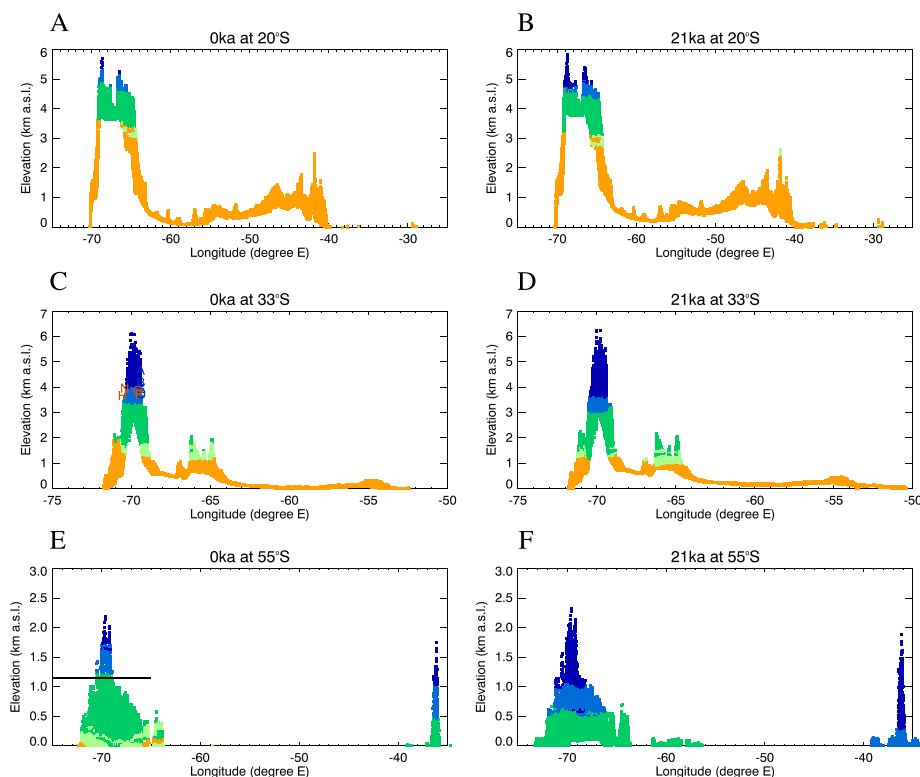 A
0ka at 20°S
Elevation (km a.s.l.)
6
5
4
3
2
1
0
-70 -60 -50 -40 -30
Longitude (degree E)
B
21ka at 20°S
Elevation (km a.s.l.)
6
5
4
3
2
1
0
-70 -60 -50 -40 -30
Longitude (degree E)
C
0ka at 33°S
Elevation (km a.s.l.)
7
6
5
4
3
2
1
0
-75 -70 -65 -60 -55 -50
Longitude (degree E)
D
21ka at 33°S
Elevation (km a.s.l.)
7
6
5
4
3
2
1
0
-75 -70 -65 -60 -55 -50
Longitude (degree E)
E
0ka at 55°S
Elevation (km a.s.l.)
3.0
2.5
2.0
1.5
1.0
0.5
0.0
-70 -60 -50 -40
Longitude (degree E)
F
21ka at 55°S
Elevation (km a.s.l.)
3.0
2.5
2.0
1.5
1.0
0.5
0.0
-70 -60 -50 -40
Longitude (degree E)